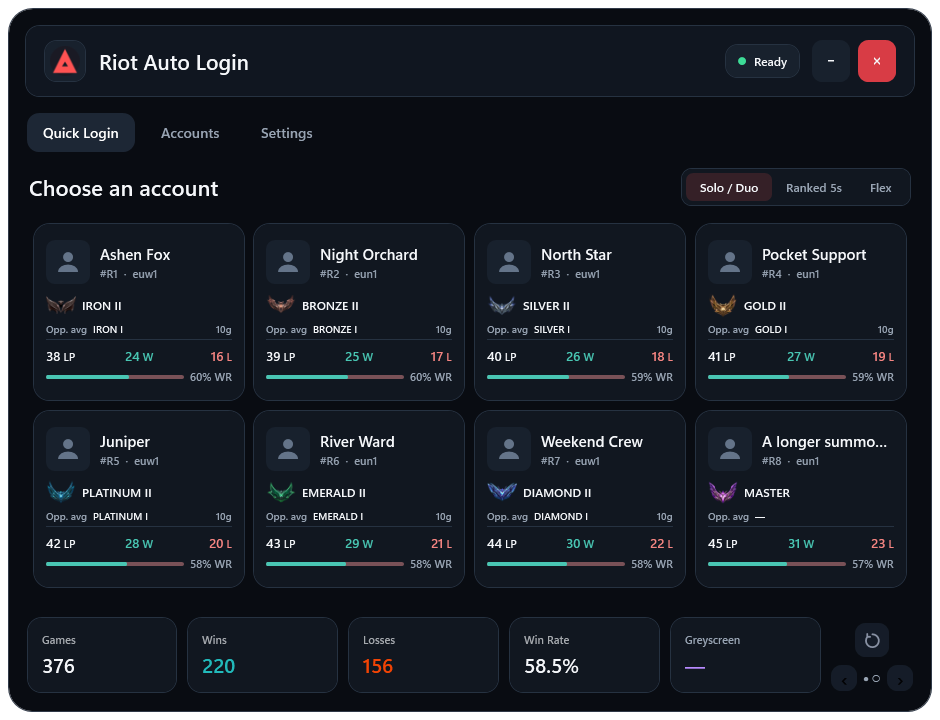 Riot Auto Login
Ready
Quick Login Accounts Settings
Choose an account
Solo / Duo Ranked 5s Flex
Ashen Fox
#R1 · euw1
IRON II
Opp. avg IRON I 10g
38 LP 24 W 16 L
60% WR
Night Orchard
#R2 · eun1
BRONZE II
Opp. avg BRONZE I 10g
39 LP 25 W 17 L
60% WR
North Star
#R3 · euw1
SILVER II
Opp. avg SILVER I 10g
40 LP 26 W 18 L
59% WR
Pocket Support
#R4 · eun1
GOLD II
Opp. avg GOLD I 10g
41 LP 27 W 19 L
59% WR
Juniper
#R5 · euw1
PLATINUM II
Opp. avg PLATINUM I 10g
42 LP 28 W 20 L
58% WR
River Ward
#R6 · eun1
EMERALD II
Opp. avg EMERALD I 10g
43 LP 29 W 21 L
58% WR
Weekend Crew
#R7 · euw1
DIAMOND II
Opp. avg DIAMOND I 10g
44 LP 30 W 22 L
58% WR
A longer summo...
#R8 · eun1
MASTER
Opp. avg —
45 LP 31 W 23 L
57% WR
Games
376
Wins
220
Losses
156
Win Rate
58.5%
Greyscreen
—